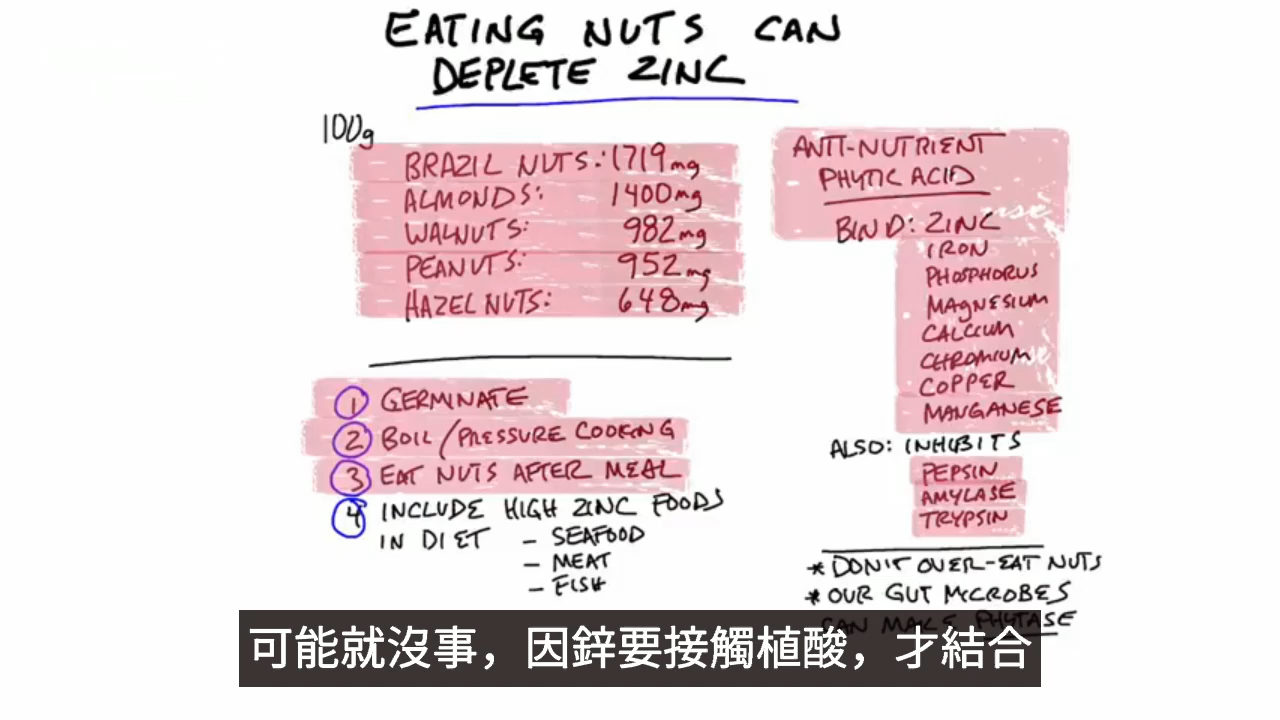 EATING NUTS CAN
DEPLETE ZINC
100g
BRAZIL NUTS: 1719mg
ALMONDS: 1400mg
WALNUTS: 982mg
PEANUTS: 952mg
HAZEL NUTS: 648mg
1 GERMINATE
2 BOIL/PRESSURE COOKING
3 EAT NUTS AFTER MEAL
4 INCLUDE HIGH ZINC FOODS
IN DIET - SEAFOOD
- MEAT
- FISH
ANTI-NUTRIENT
PHYTIC ACID
BIND: ZINC
IRON
PHOSPHORUS
MAGNESIUM
CALCIUM
CHROMIUM
COPPER
MANGANESE
ALSO: INHIBITS
PEPSIN
AMYLASE
TRYPSIN
* DON'T OVER-EAT NUTS
* OUR GUT MICROBES
CAN MAKE PHYTASE
可能就沒事，因鋅要接觸植酸，才結合